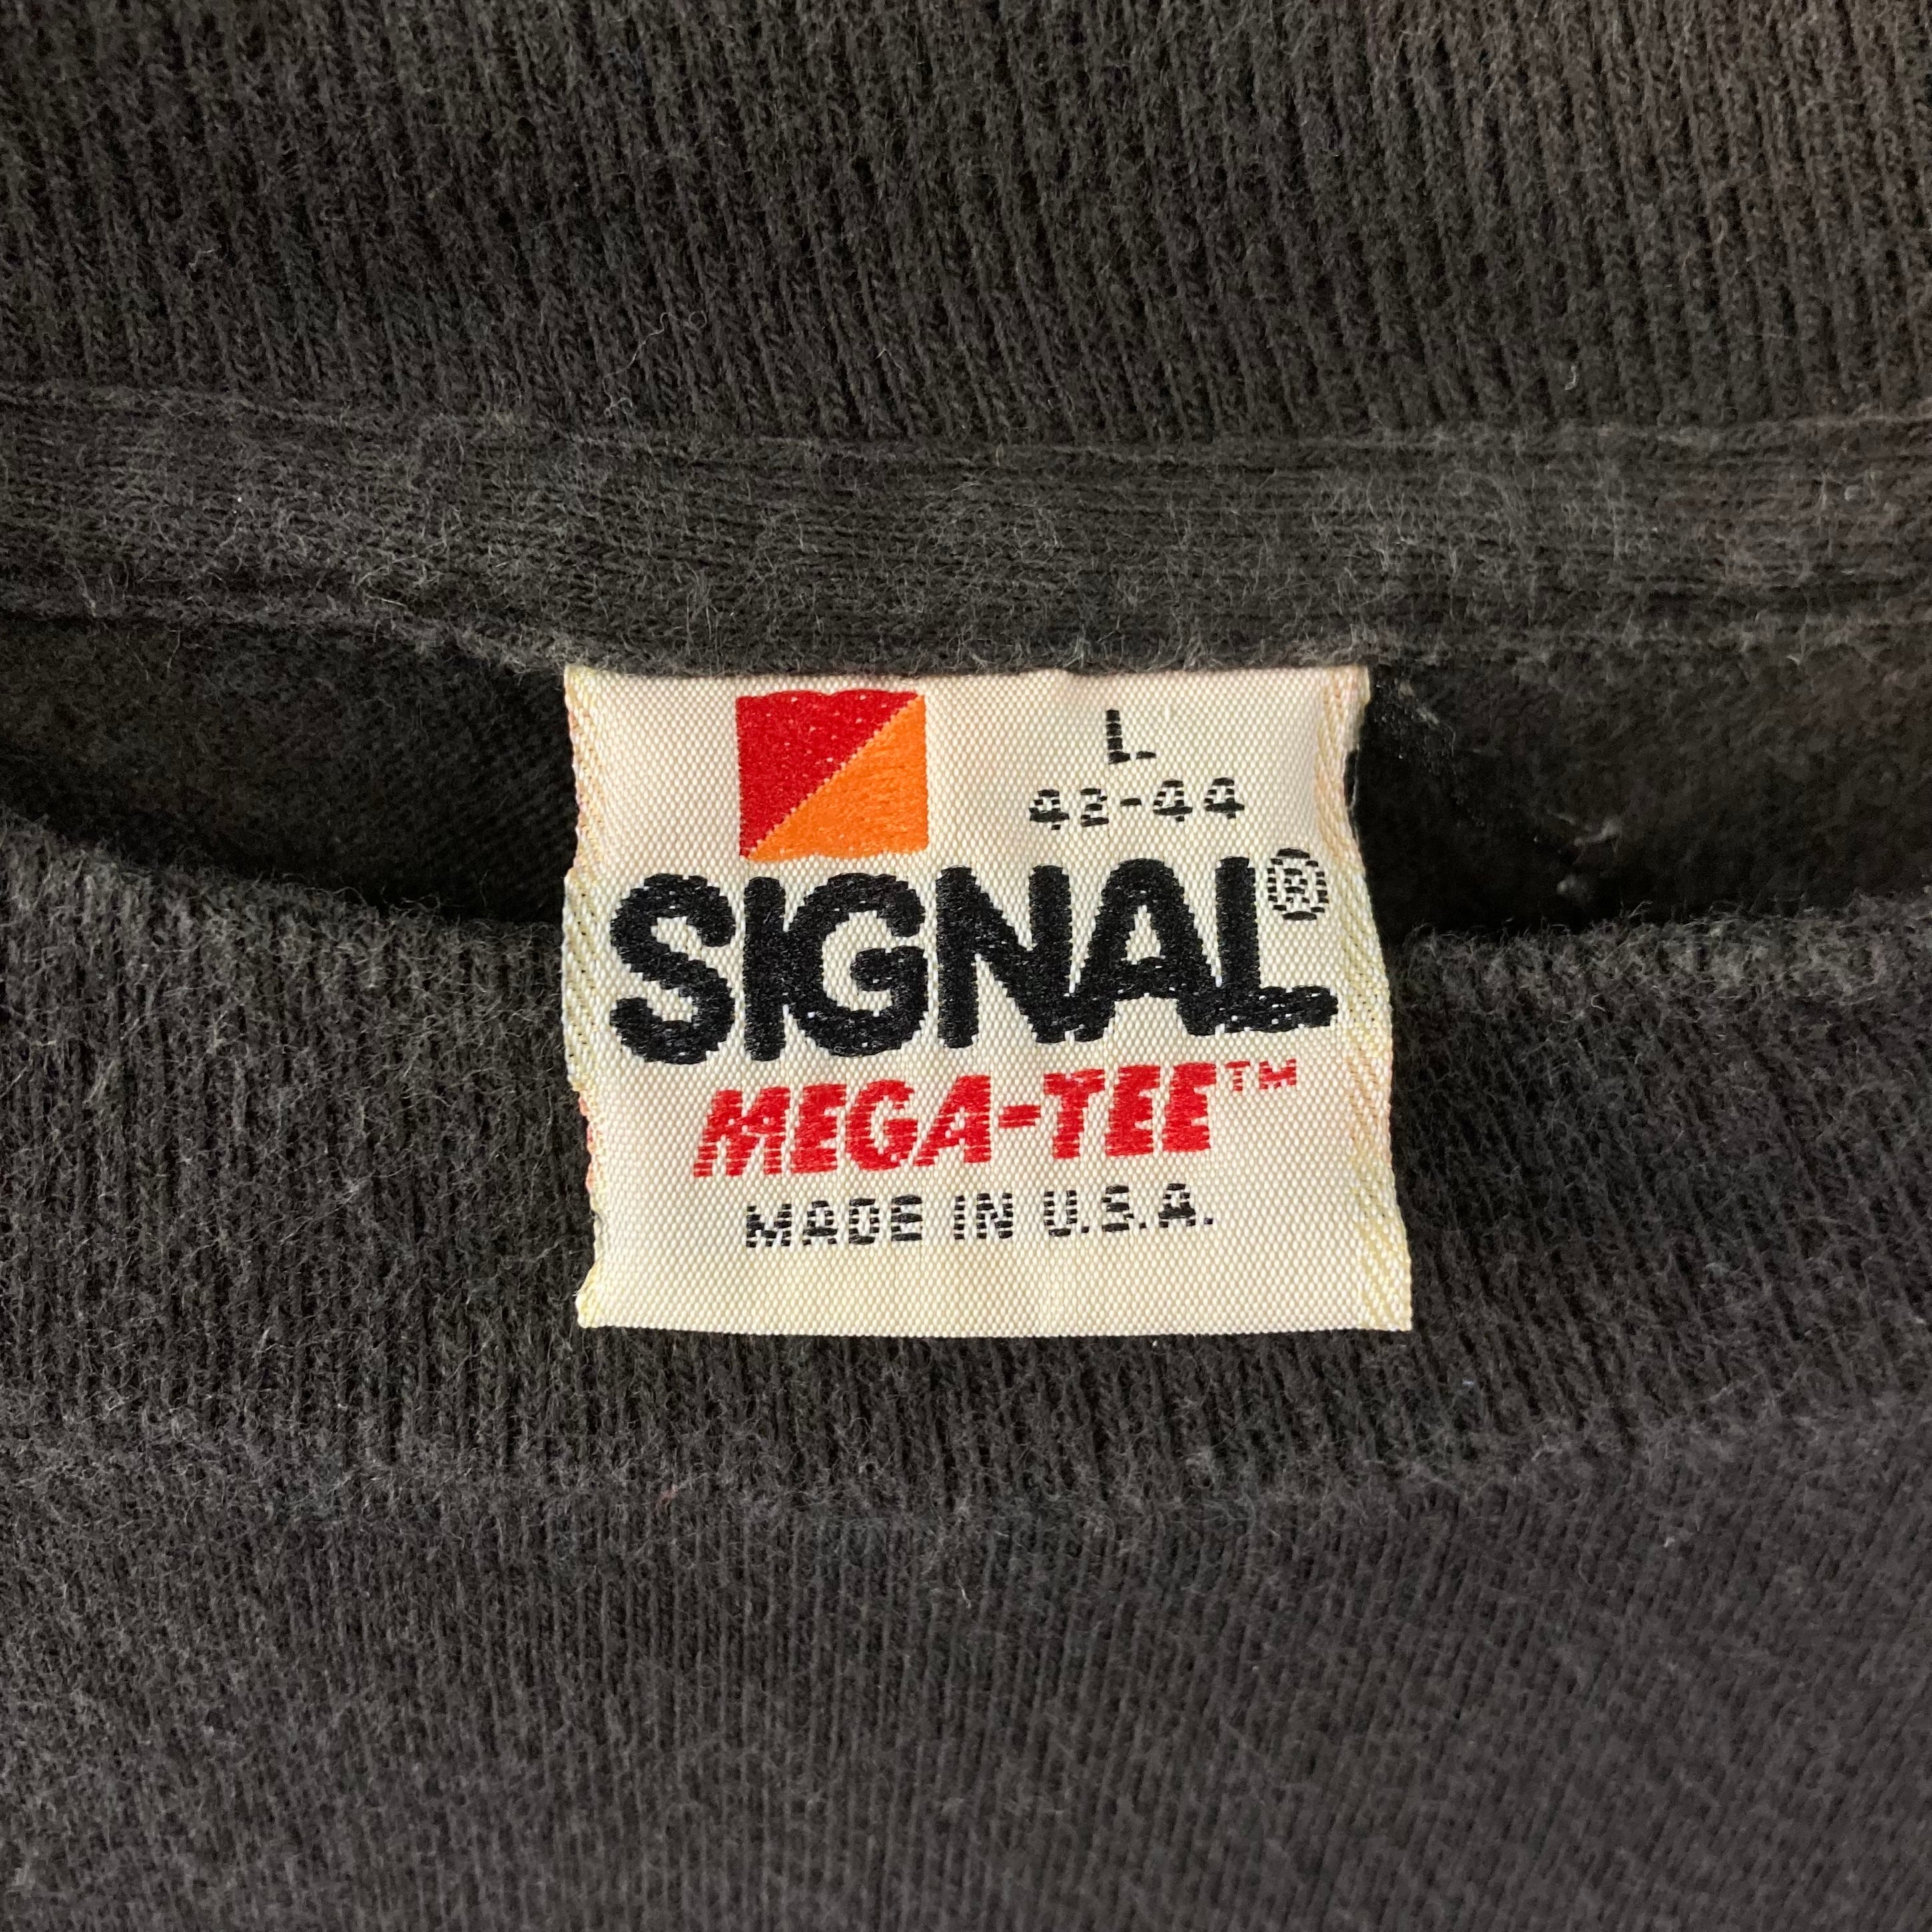 L
42-44
SIGNAL®
MEGA-TEE™
MADE IN U.S.A.